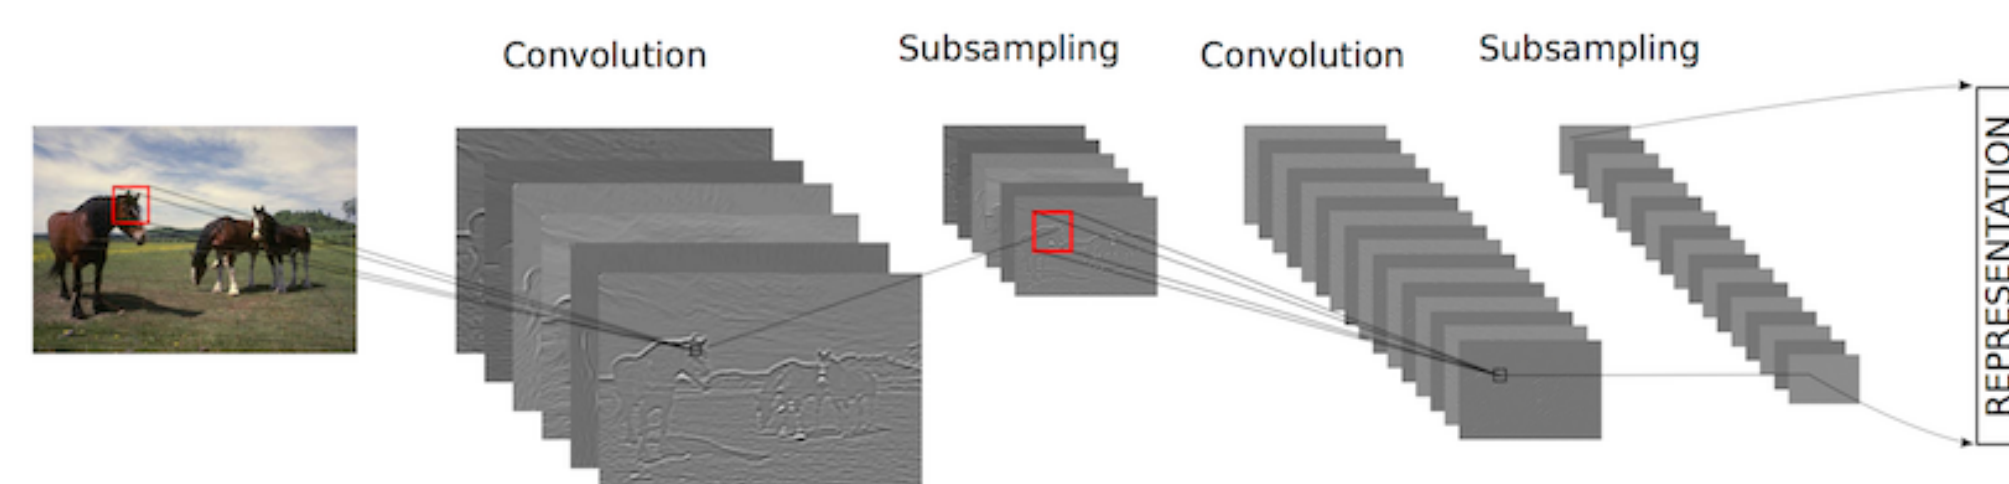 Convolution
Subsampling
Convolution
Subsampling
REPRESENTATION